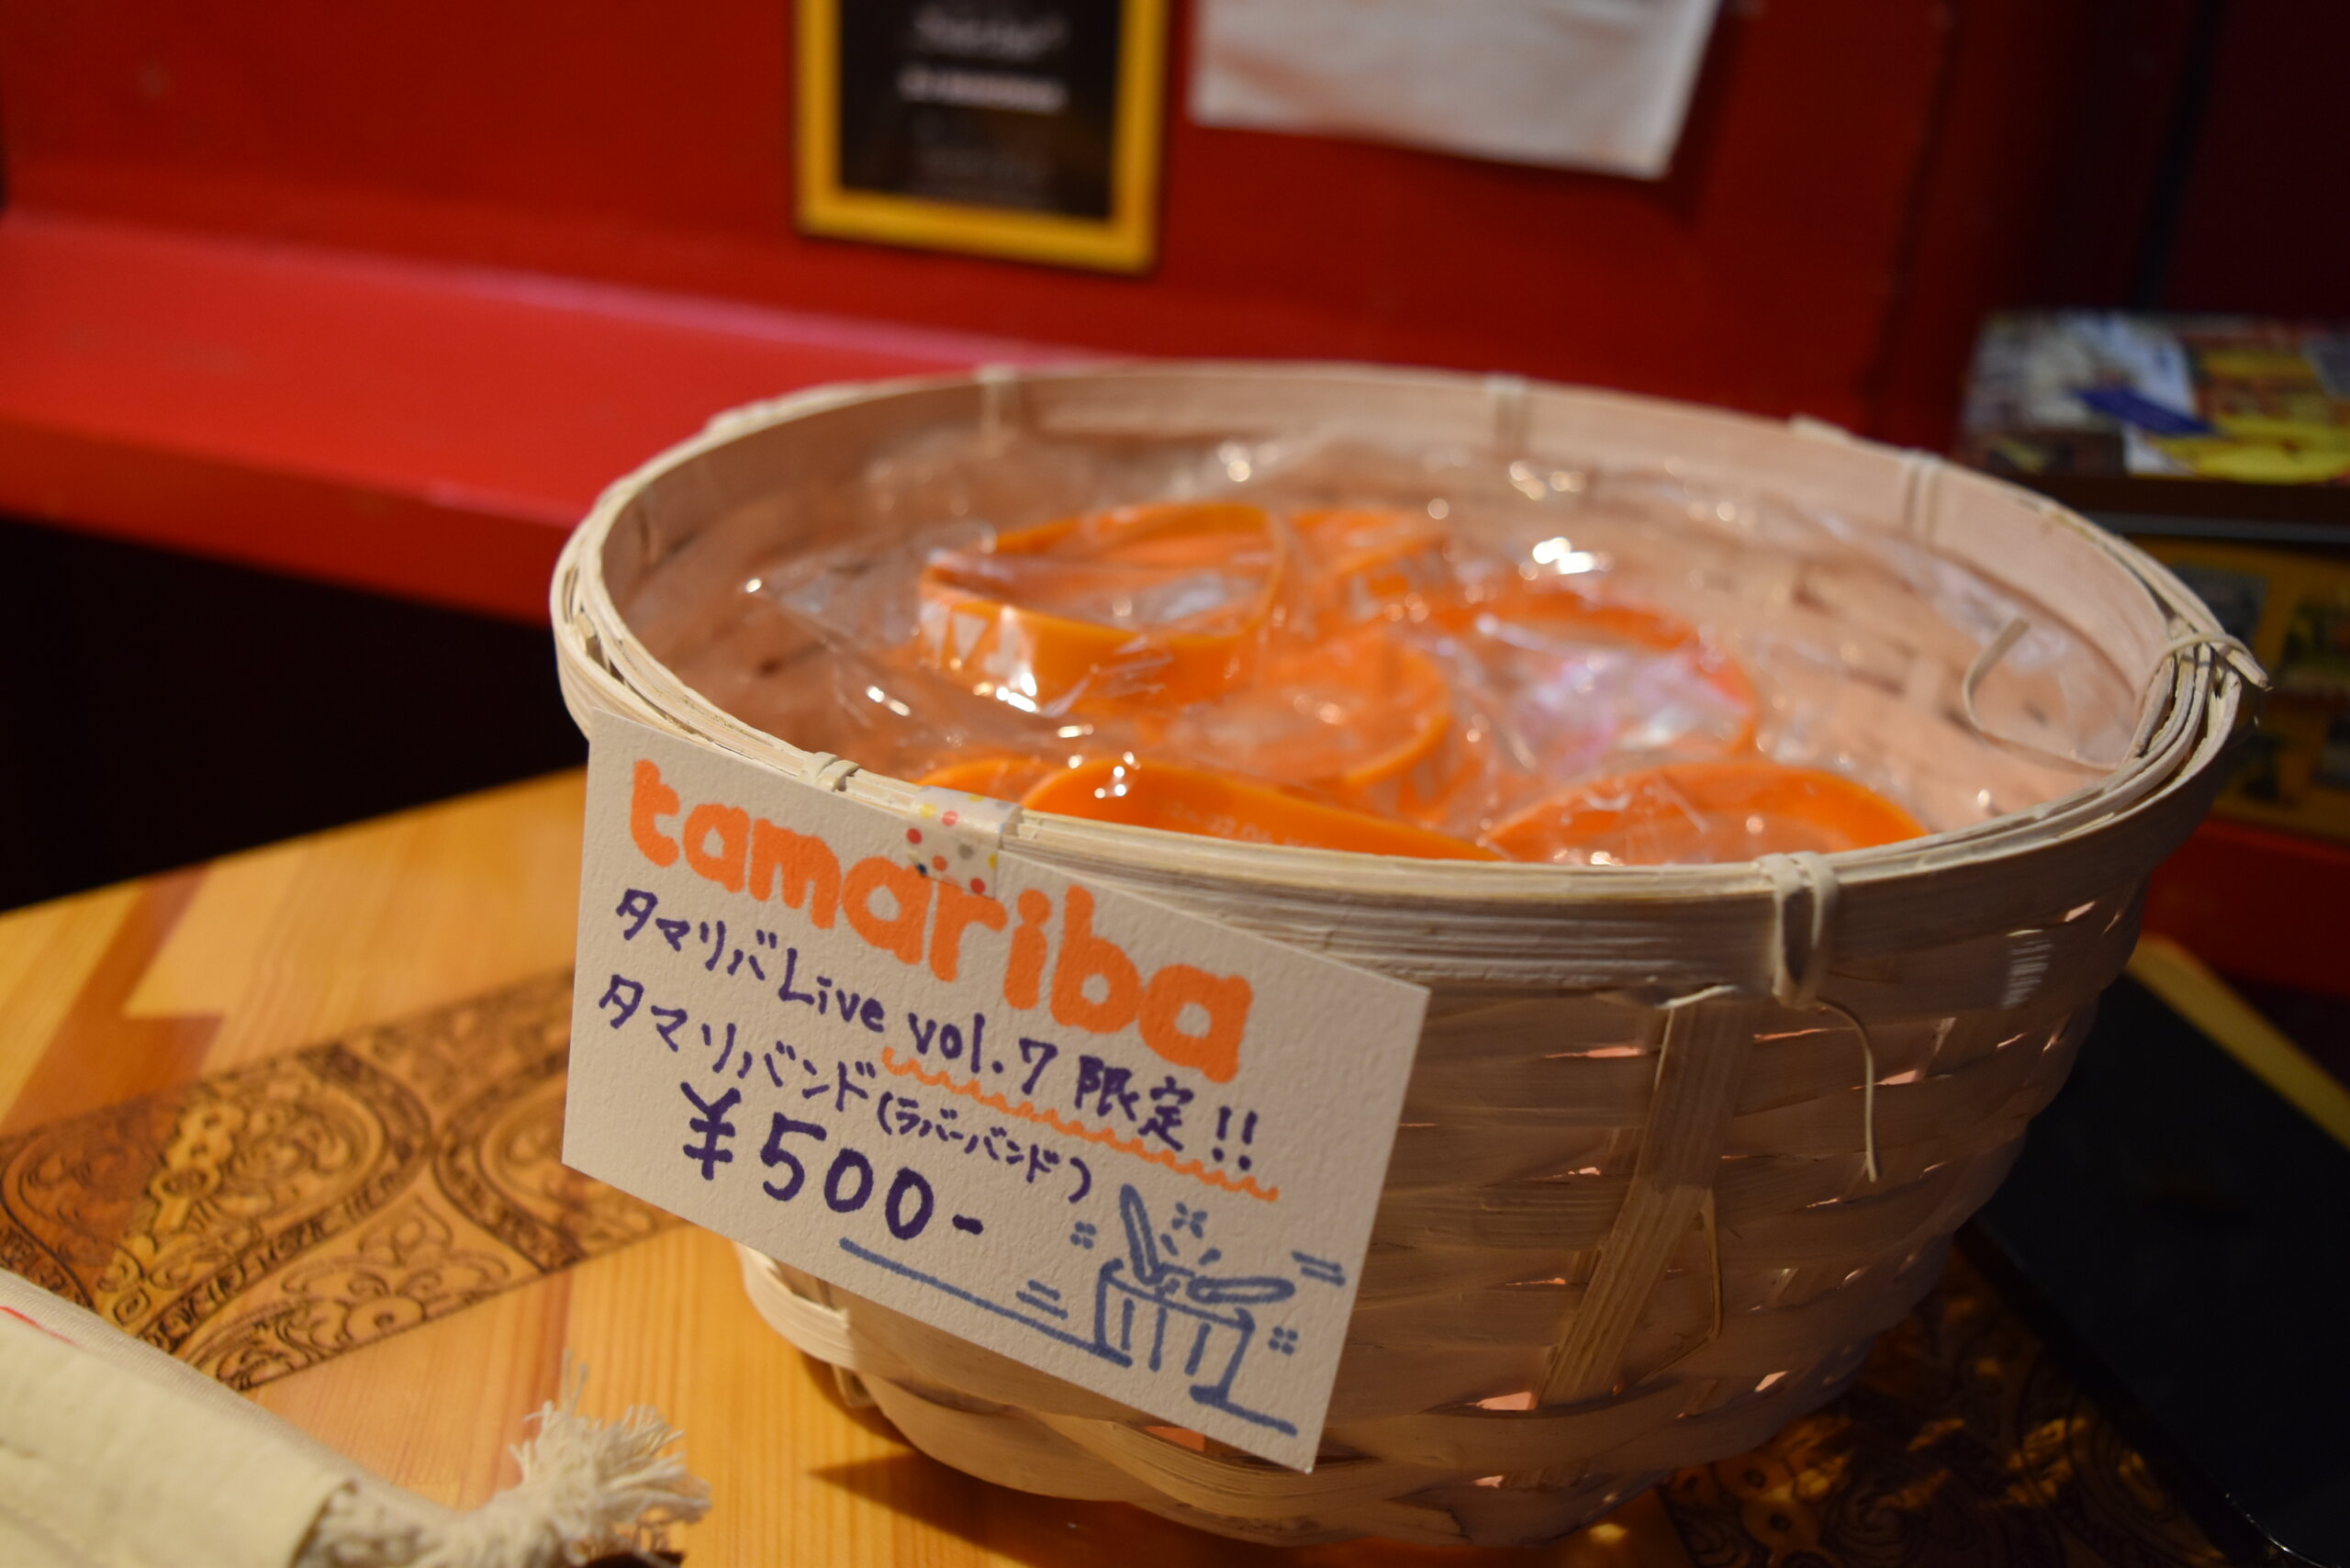 tamariba
タマリバLive vol.7 限定!!
タマリバンド(ラバーバンド)
¥500-